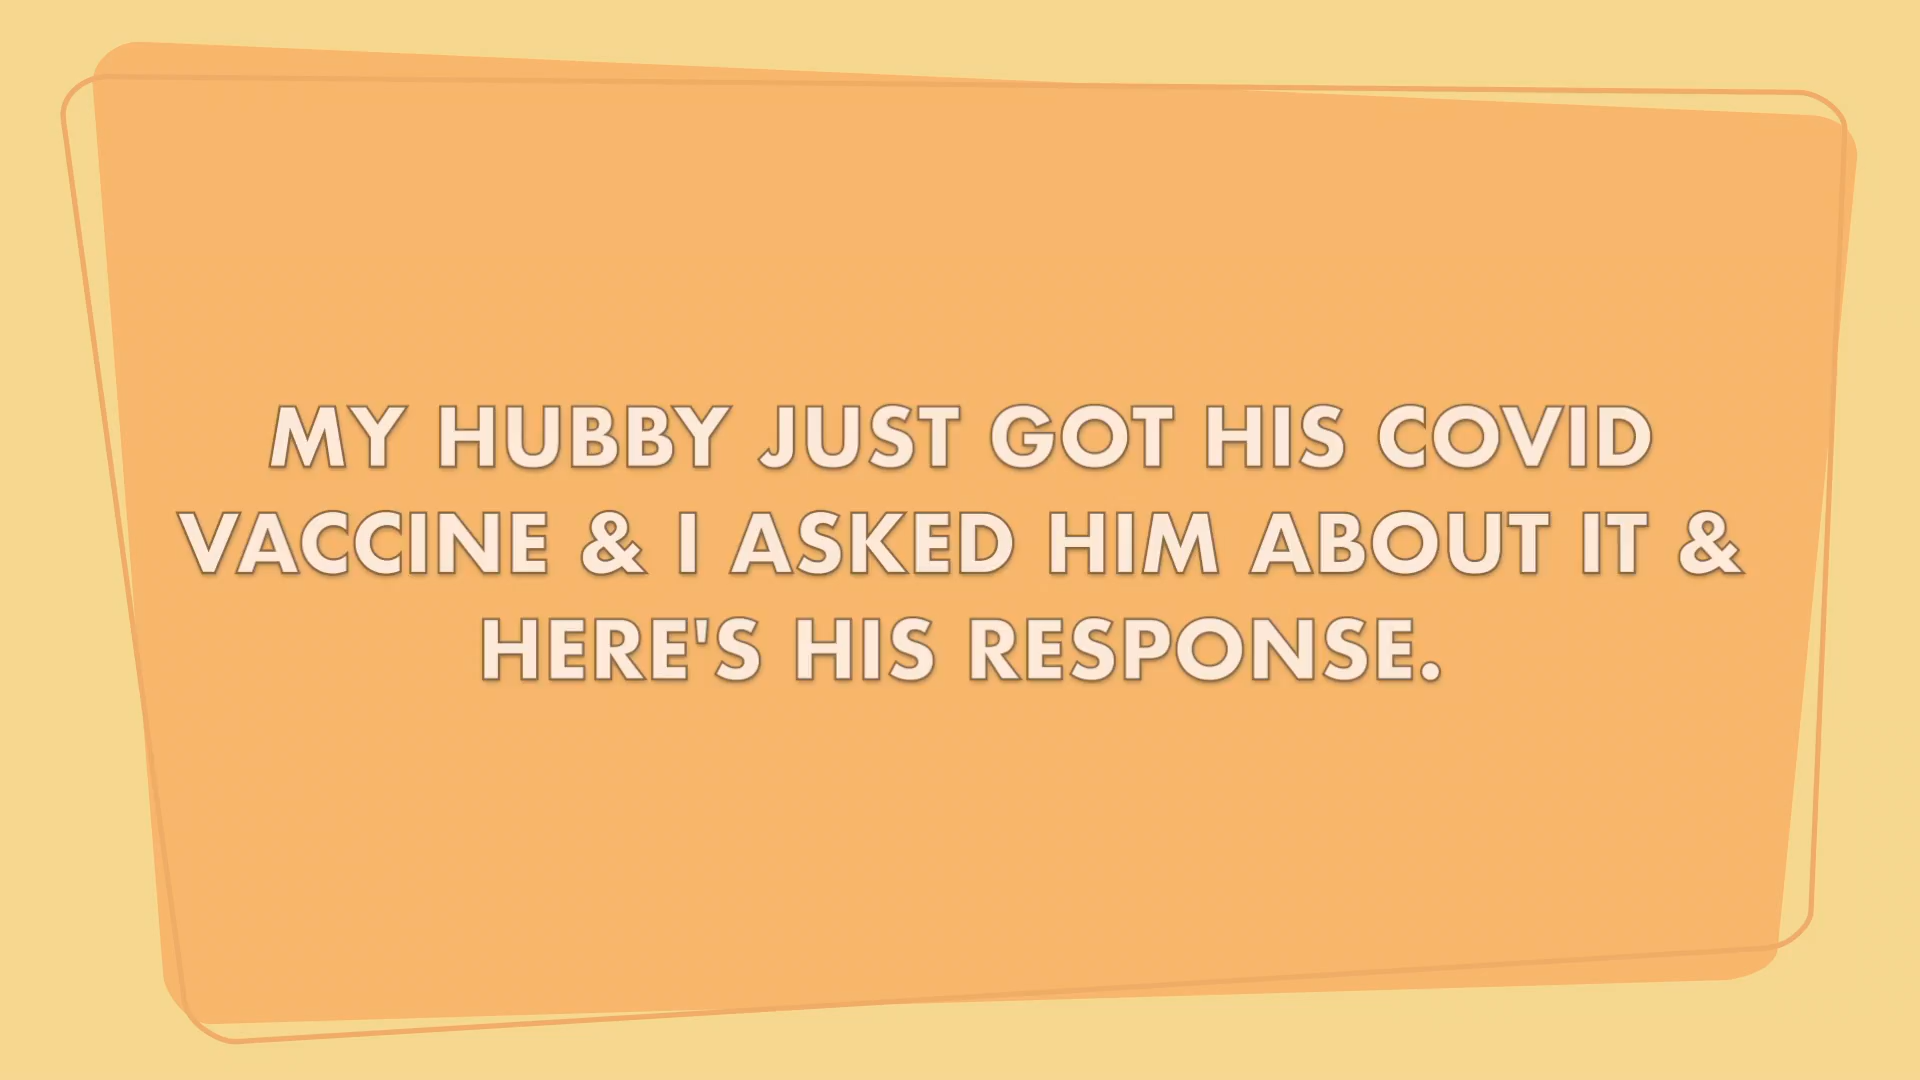 MY HUBBY JUST GOT HIS COVID
VACCINE & I ASKED HIM ABOUT IT &
HERE'S HIS RESPONSE.